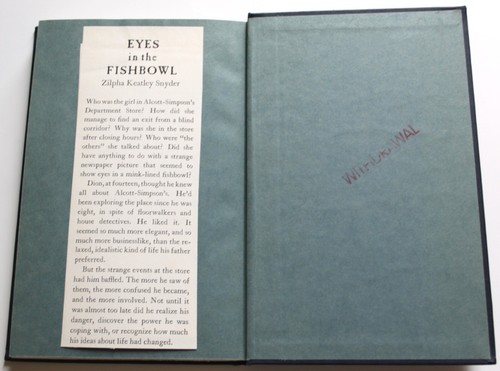 EYES
in the
FISHBOWL
Zilpha Keatley Snyder
Who was the girl in Alcott-Simpson's
Department Store? How did she
manage to find an exit from a blind
corridor? Why was she in the store
after closing hours? Who were "the
others" she talked about? Did she
have anything to do with a strange
newspaper picture that seemed to
show eyes in a mink-lined fishbowl?
Dion, at fourteen, thought he knew
all about Alcott-Simpson's. He'd
been exploring the place since he was
eight, in spite of floorwalkers and
house detectives. He liked it. It
seemed so much more elegant, and so
much more businesslike, than the re-
laxed, idealistic kind of life his father
preferred.
But the strange events at the store
had him baffled. The more he saw of
them, the more confused he became,
and the more involved. Not until it
was almost too late did he realize his
danger, discover the power he was
coping with, or recognize how much
his ideas about life had changed.
WITHDRAWAL